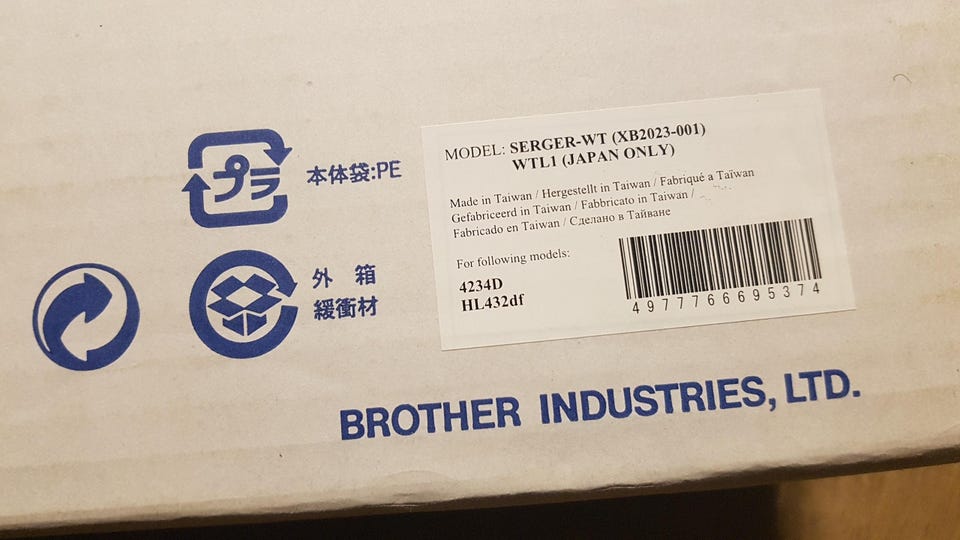 プラ
本体袋:PE
外 箱
緩衝材
MODEL: SERGER-WT (XB2023-001)
WTL1 (JAPAN ONLY)
Made in Taiwan / Hergestellt in Taiwan / Fabriqué a Taïwan
Gefabriceerd in Taiwan / Fabbricato in Taiwan /
Fabricado en Taiwan / Сделано в Тайване
For following models:
4234D
HL432df
4977766695374
BROTHER INDUSTRIES, LTD.